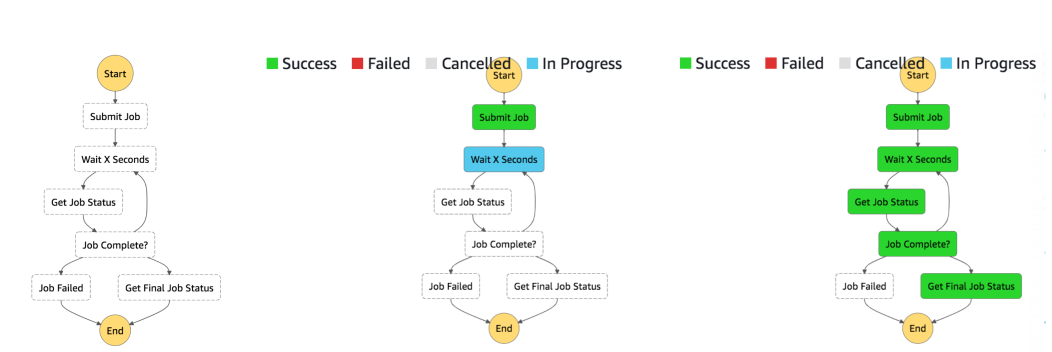 Start
Submit Job
Wait X Seconds
Get Job Status
Job Complete?
Job Failed
Get Final Job Status
End
Success
Failed
Cancelled
In Progress
Start
Submit Job
Wait X Seconds
Get Job Status
Job Complete?
Job Failed
Get Final Job Status
End
Success
Failed
Cancelled
In Progress
Start
Submit Job
Wait X Seconds
Get Job Status
Job Complete?
Job Failed
Get Final Job Status
End